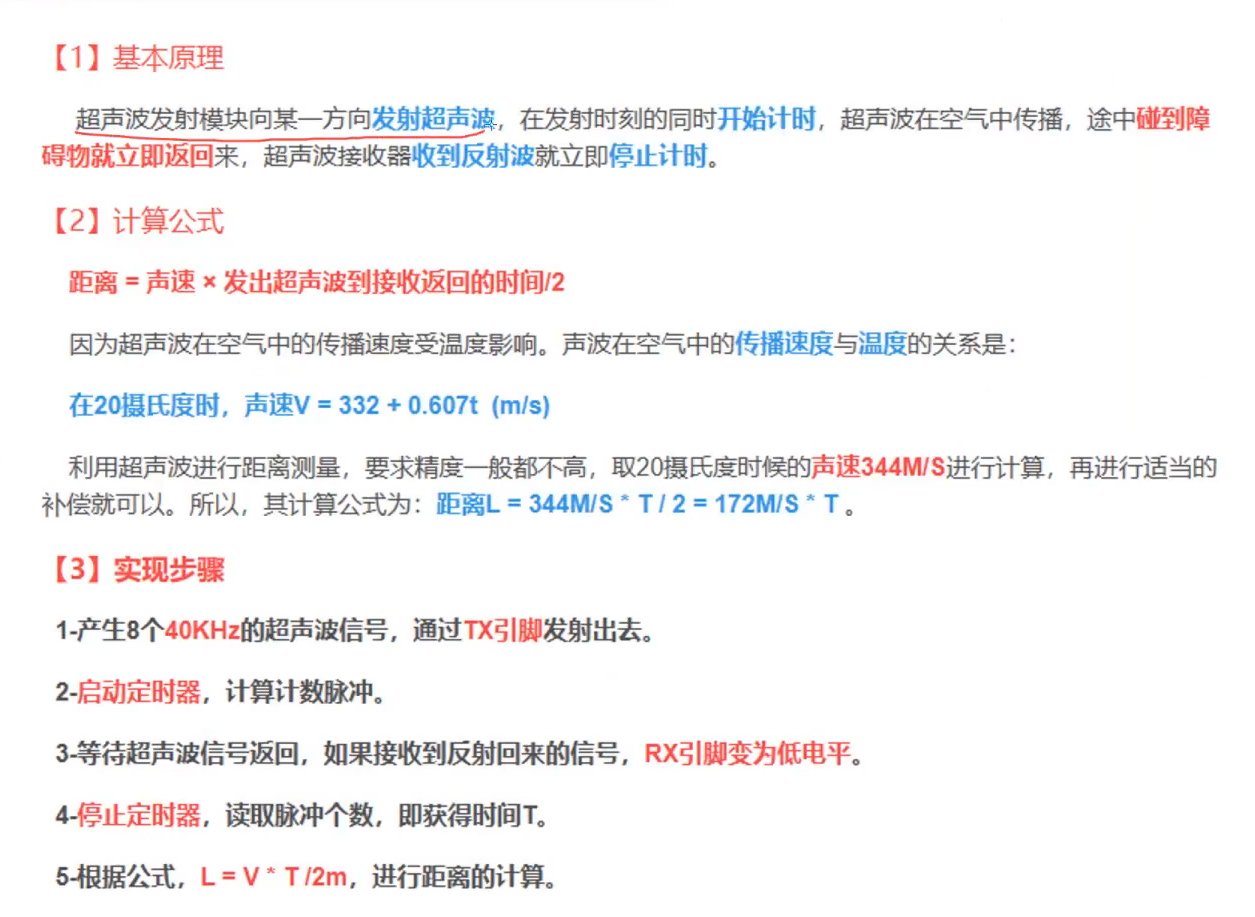 【1】基本原理
超声波发射模块向某一方向发射超声波，在发射时刻的同时开始计时，超声波在空气中传播，途中碰到障
碍物就立即返回来，超声波接收器收到反射波就立即停止计时。
【2】计算公式
距离 = 声速 × 发出超声波到接收返回的时间/2
因为超声波在空气中的传播速度受温度影响。声波在空气中的传播速度与温度的关系是：
在20摄氏度时，声速V = 332 + 0.607t (m/s)
利用超声波进行距离测量，要求精度一般都不高，取20摄氏度时候的声速344M/S进行计算，再进行适当的
补偿就可以。所以，其计算公式为：距离L = 344M/S * T / 2 = 172M/S * T 。
【3】实现步骤
1-产生8个40KHz的超声波信号，通过TX引脚发射出去。
2-启动定时器，计算计数脉冲。
3-等待超声波信号返回，如果接收到反射回来的信号，RX引脚变为低电平。
4-停止定时器，读取脉冲个数，即获得时间T。
5-根据公式，L = V * T /2m，进行距离的计算。